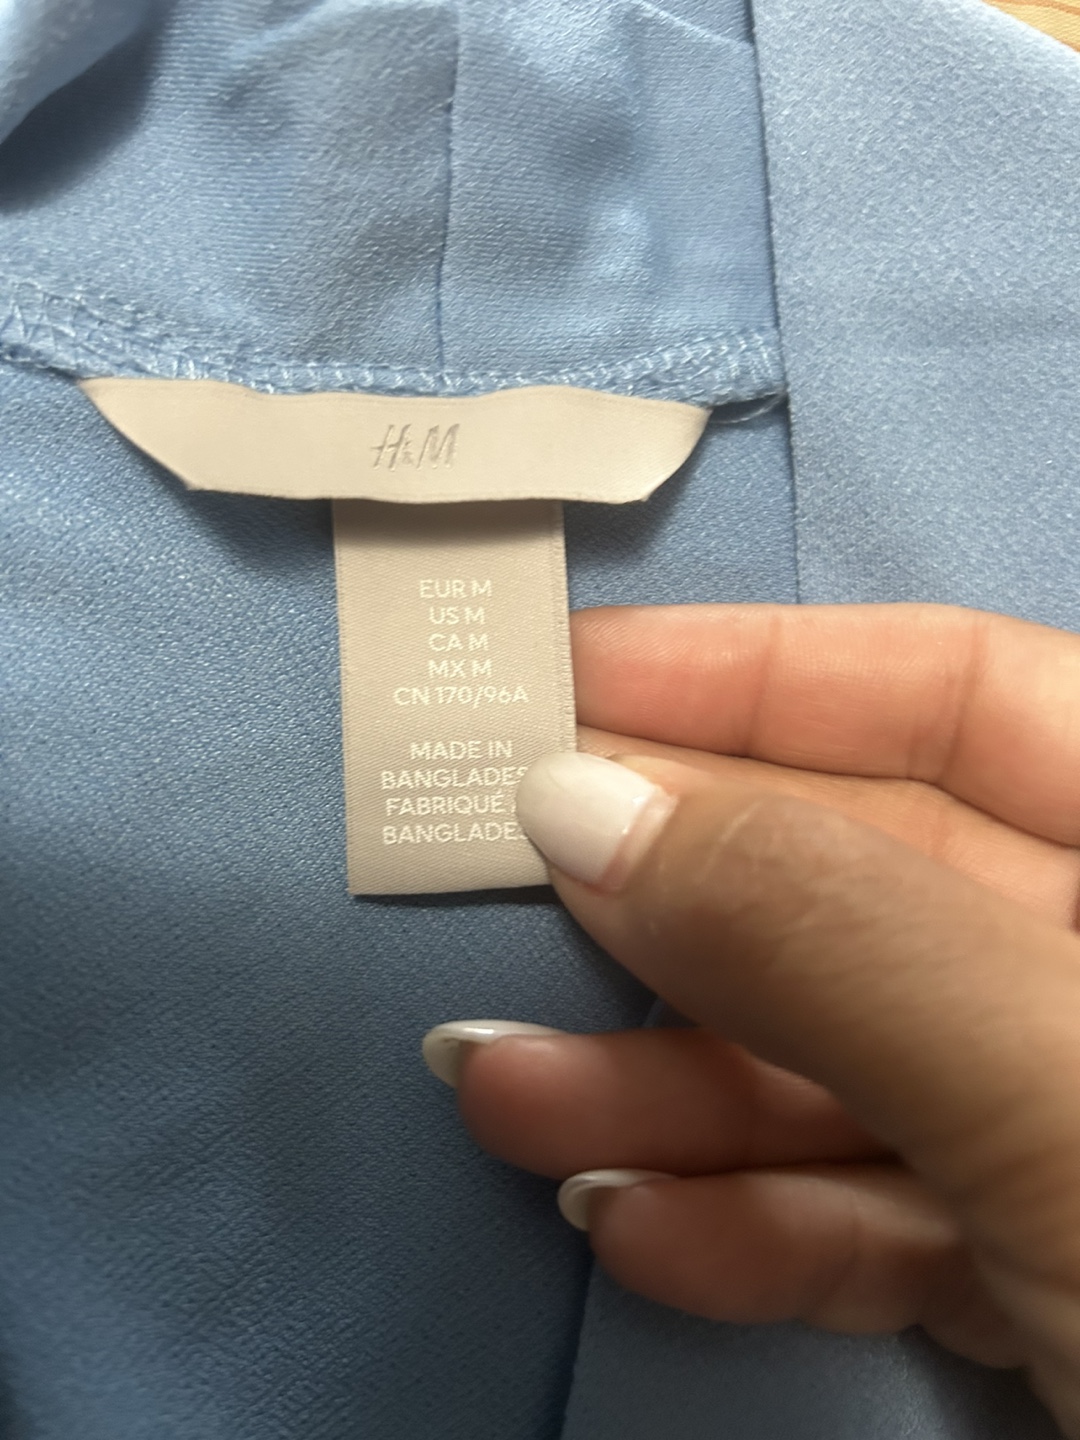 H&M
EUR M
US M
CA M
MX M
CN 170/96A
MADE IN
BANGLADES
FABRIQUÉ
BANGLADES